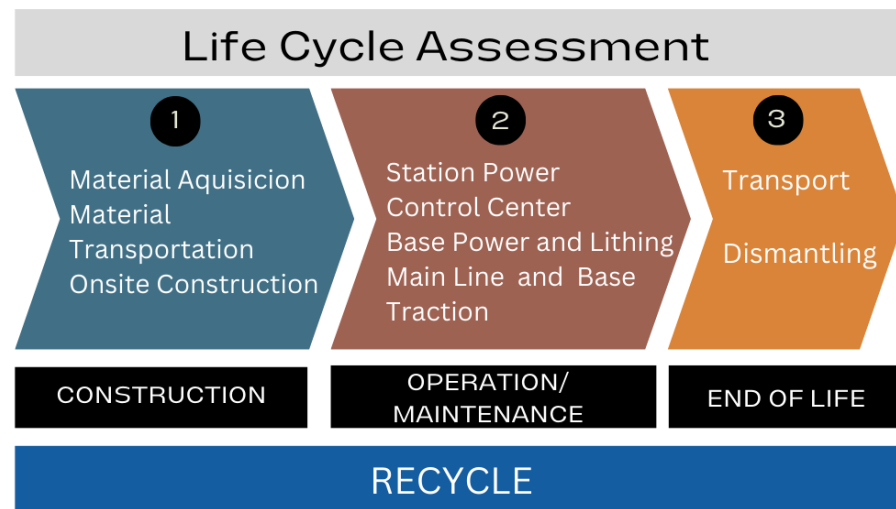 Life Cycle Assessment
1
Material Aquisicion
Material
Transportation
Onsite Construction
2
Station Power
Control Center
Base Power and Lithing
Main Line and Base
Traction
3
Transport
Dismantling
CONSTRUCTION
OPERATION/
MAINTENANCE
END OF LIFE
RECYCLE